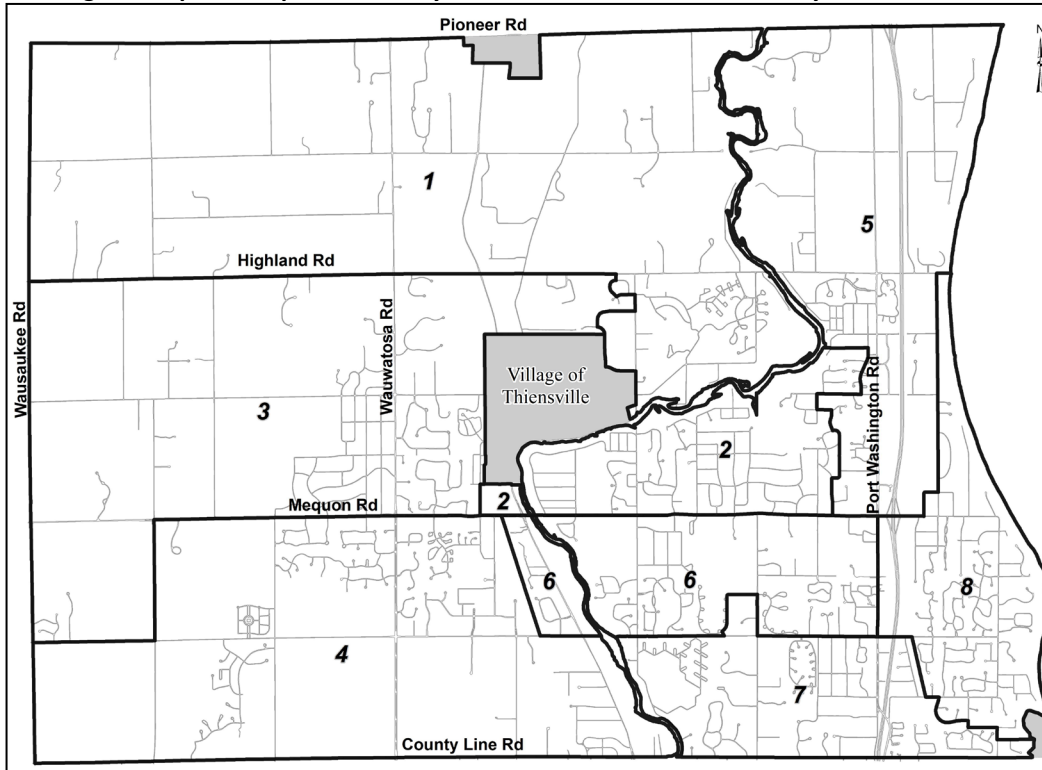 Pioneer Rd
N
1
5
Highland Rd
Wausaukee Rd
Wauwatosa Rd
Village of
Thiensville
Port Washington Rd
3
2
Mequon Rd
2
6
6
8
4
7
County Line Rd